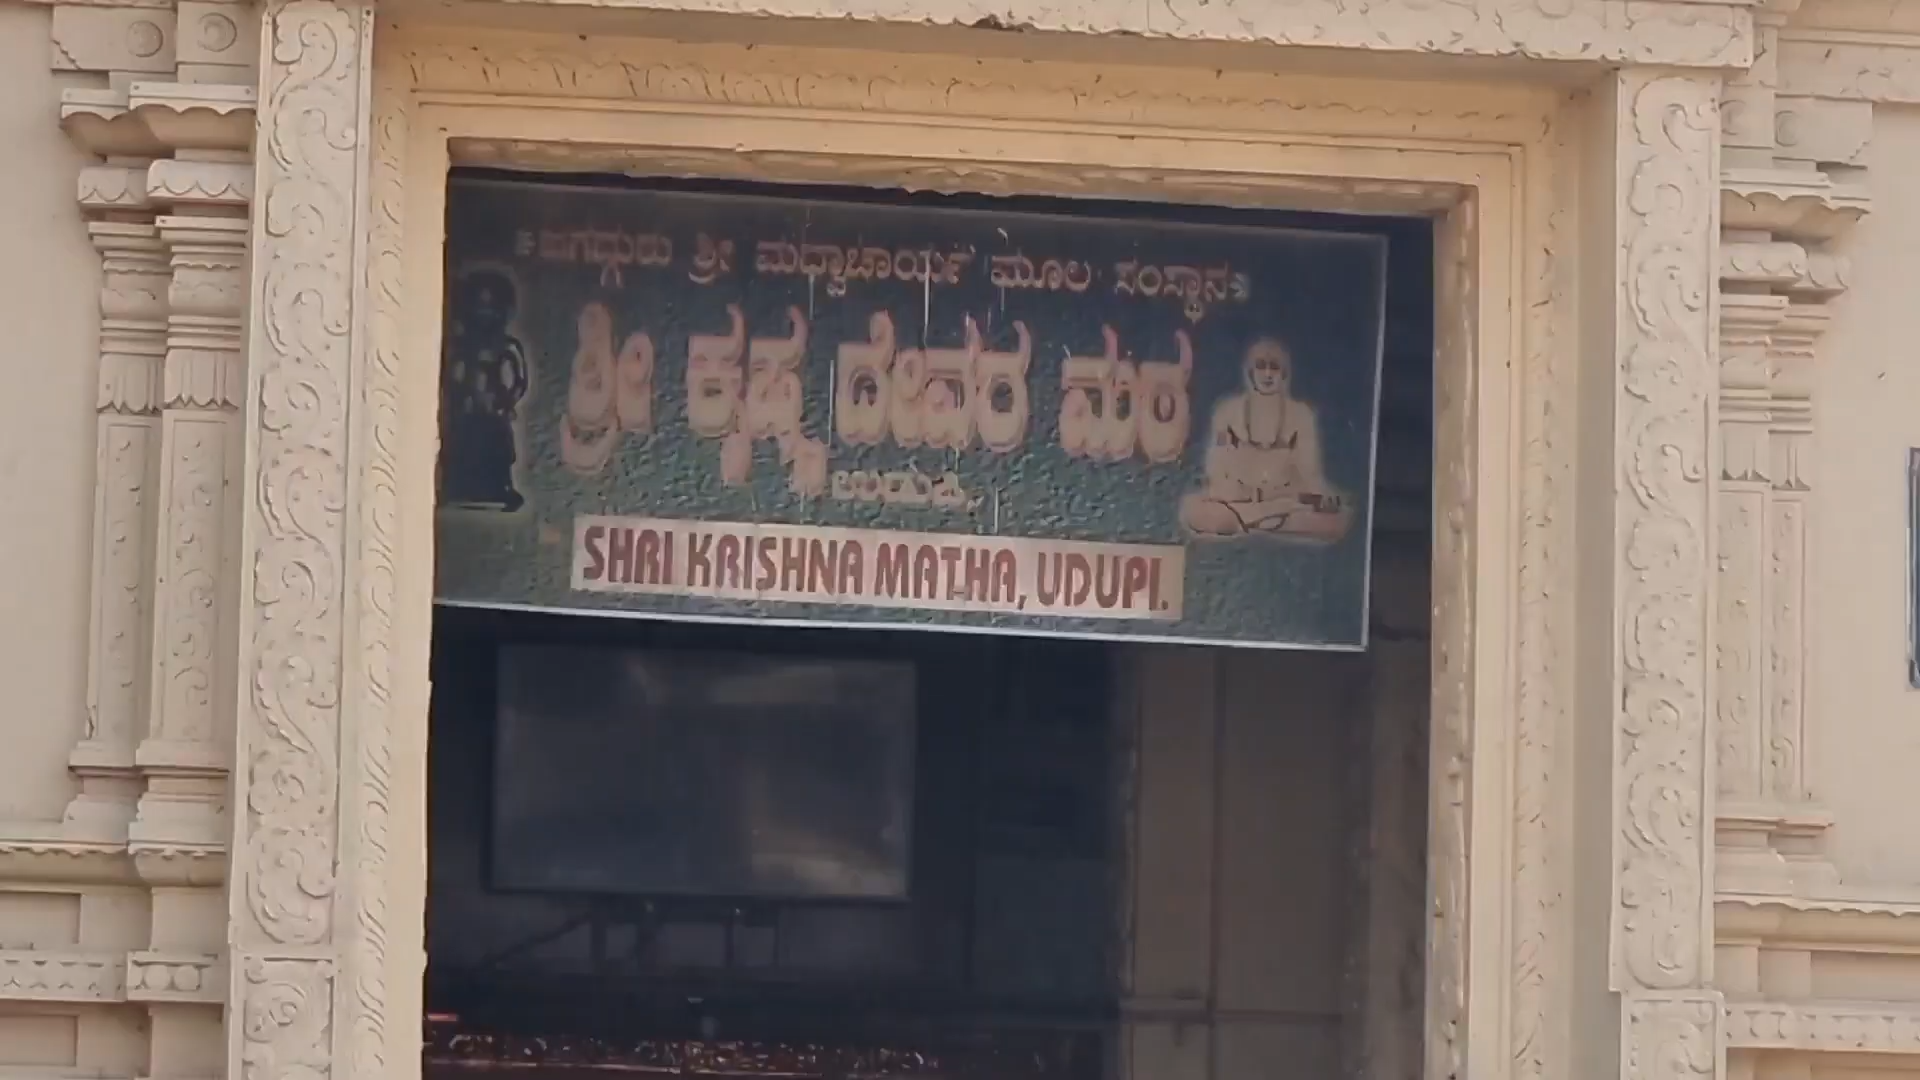 ಜಗದ್ಗುರು ಶ್ರೀ ಮಧ್ವಾಚಾರ್ಯ ಮೂಲ ಸಂಸ್ಥಾನ
ಶ್ರೀ ಕೃಷ್ಣ ದೇವರ ಮಠ
ಉಡುಪಿ.
SHRI KRISHNA MATHA, UDUPI.